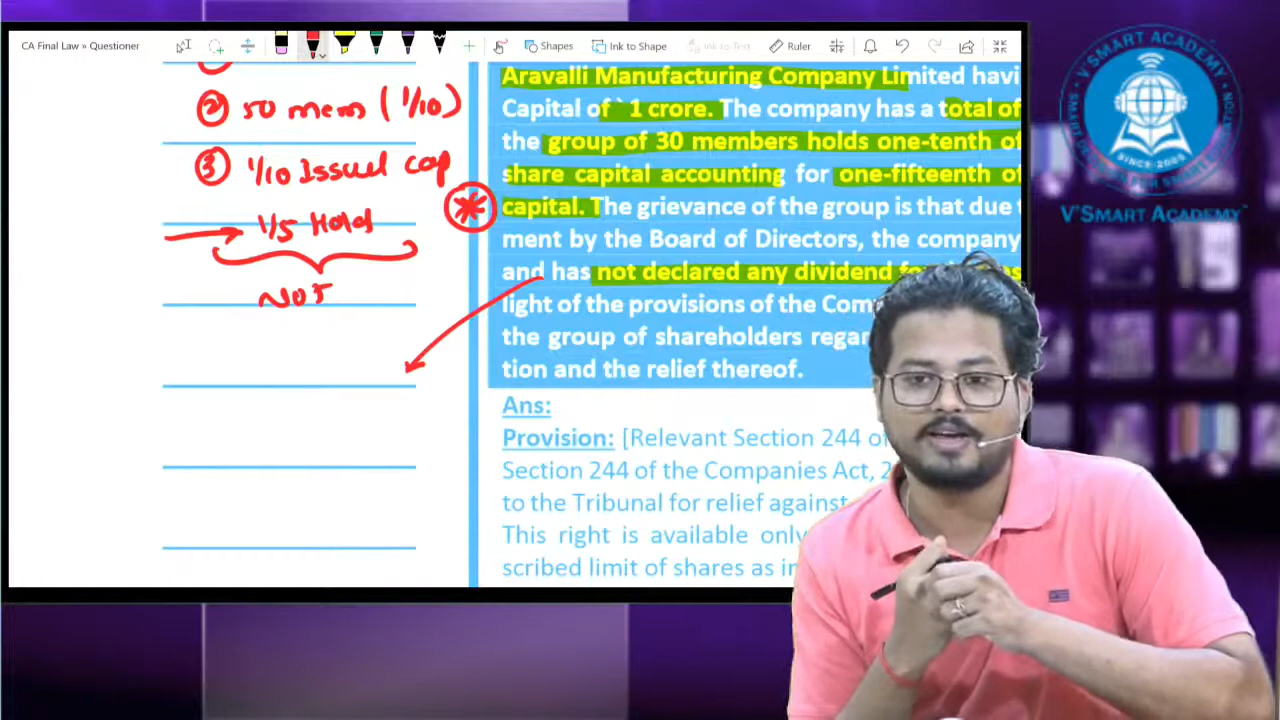 CA Final Law » Questioner
Shapes
Ink to Shape
Ink to Text
Ruler
② 50 mem (1/10)
③ 1/10 Issued cap
1/5 Hold
NOT
Aravalli Manufacturing Company Limited havi
Capital of ` 1 crore. The company has a total of
the group of 30 members holds one-tenth of
share capital accounting for one-fifteenth of
capital. The grievance of the group is that due
ment by the Board of Directors, the company
and has not declared any dividend
light of the provisions of the Com
the group of shareholders regar
tion and the relief thereof.
Ans:
Provision: [Relevant Section 244 of
Section 244 of the Companies Act, 2
to the Tribunal for relief against
This right is available only
scribed limit of shares as in
V'SMART ACADEMY
SINCE-2005
V'SMART ACADEMY